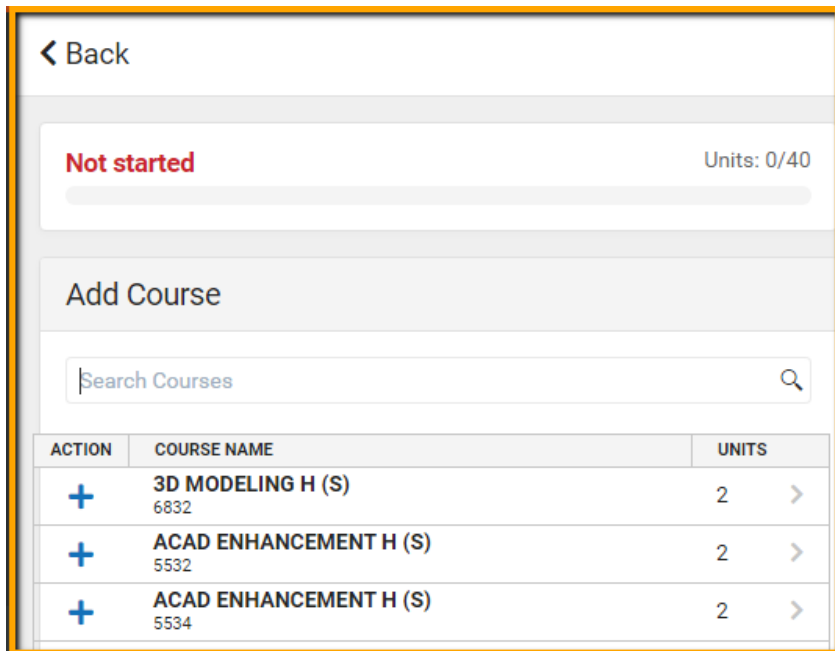 Back
Not started Units: 0/40
Add Course
Search Courses
ACTION COURSE NAME UNITS
3D MODELING H (S) 2
6832
ACAD ENHANCEMENT H (S) 2
5532
ACAD ENHANCEMENT H (S) 2
5534